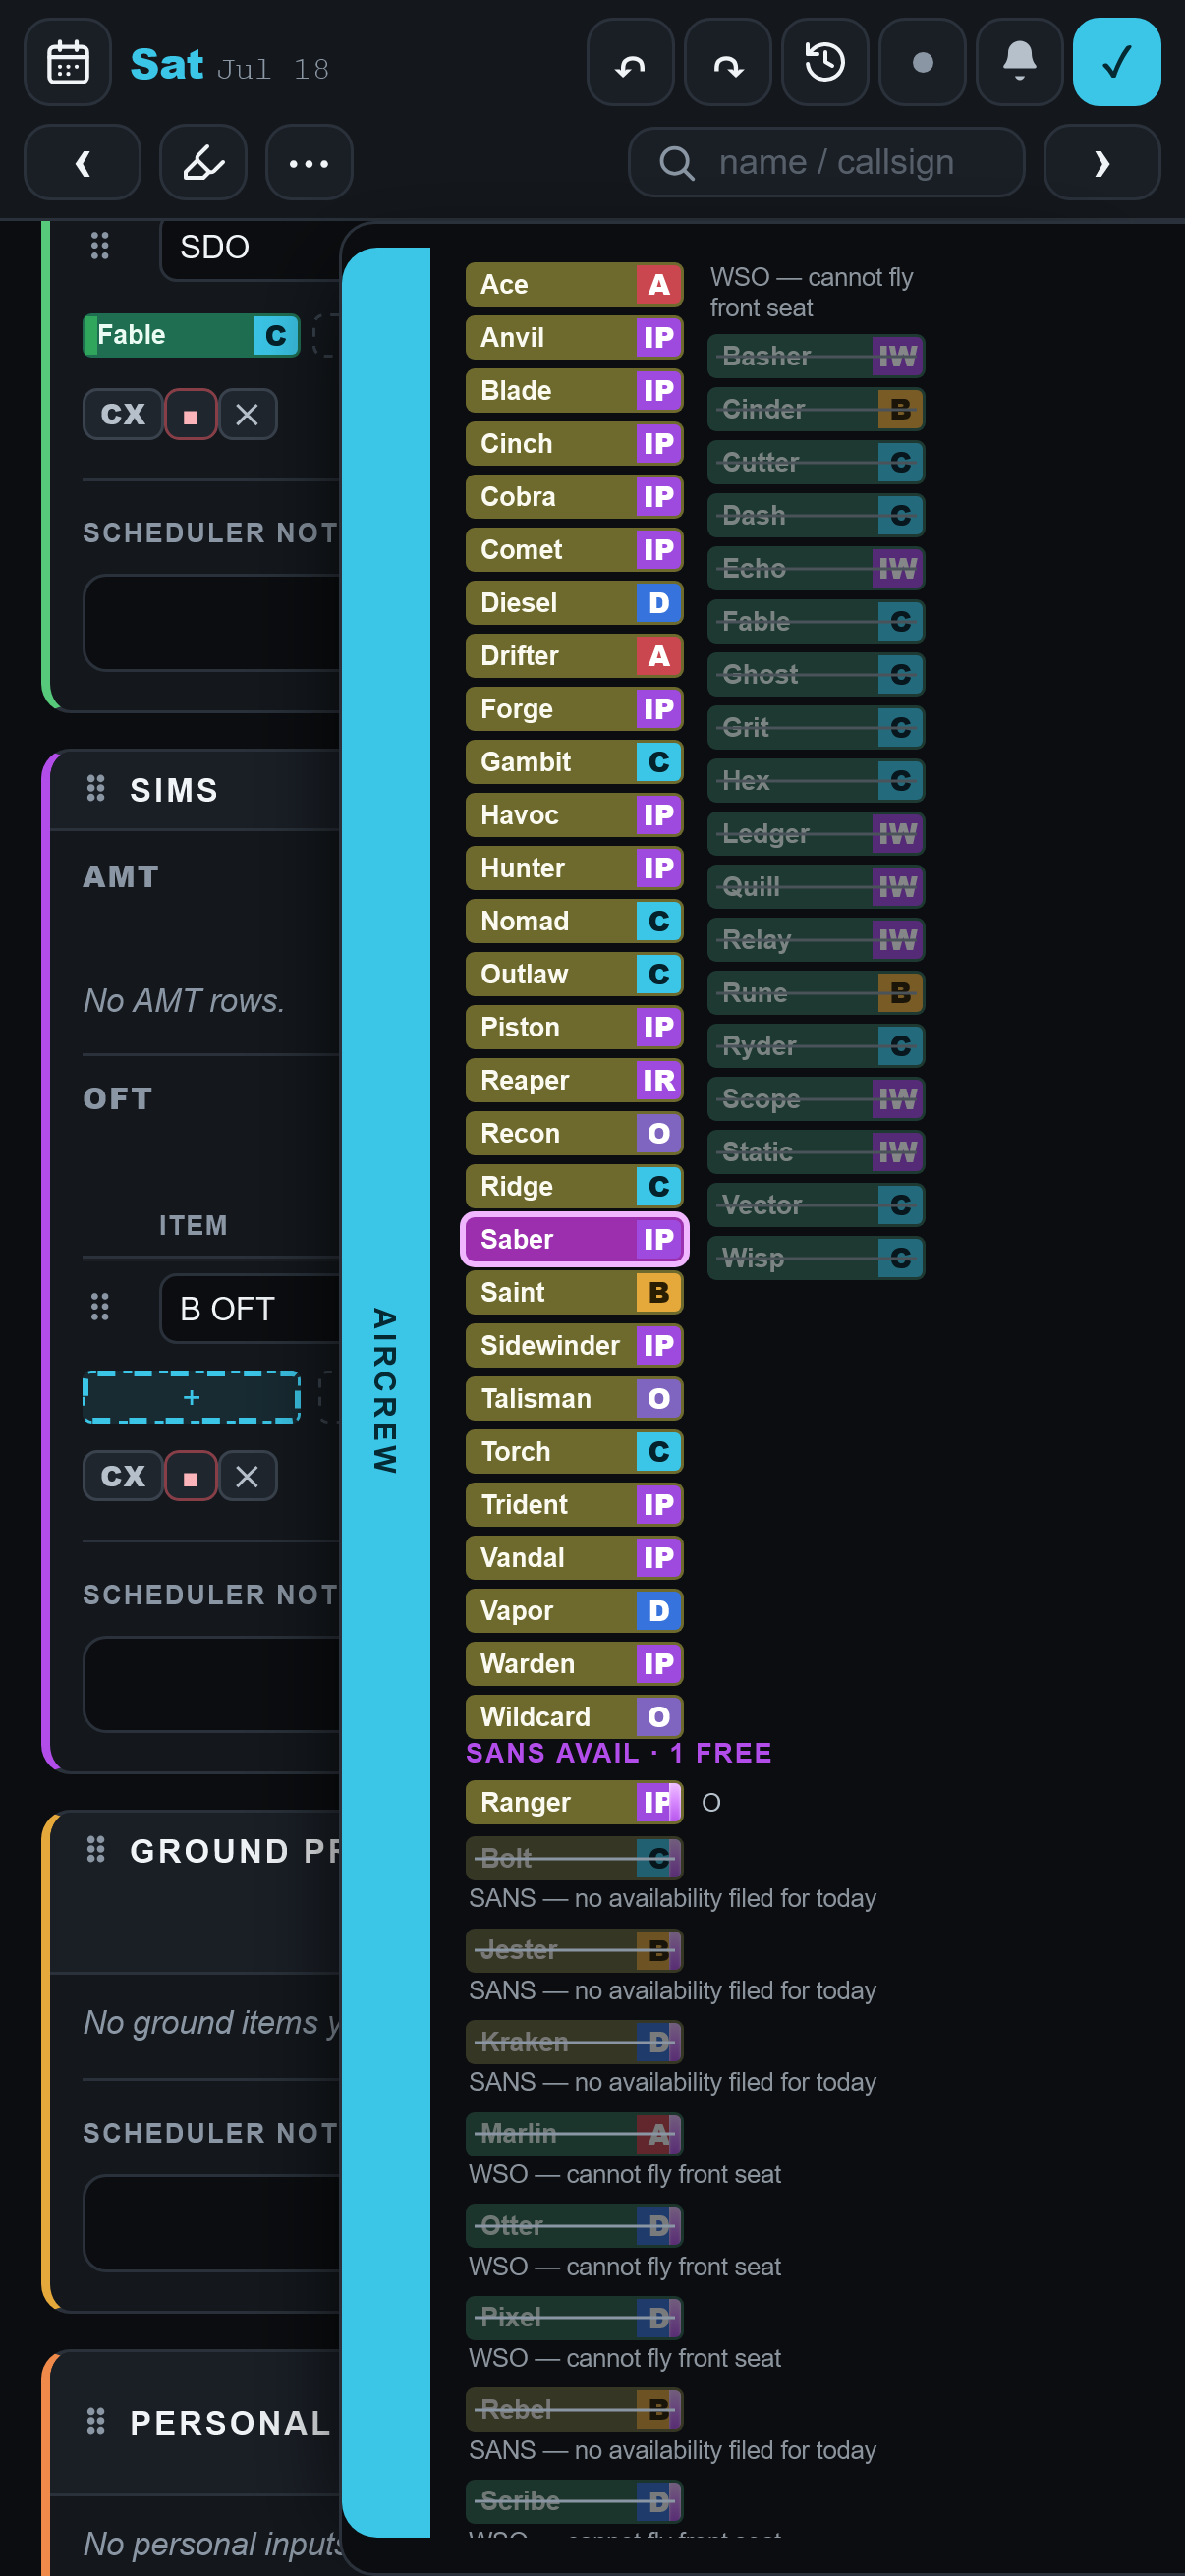 Sat Jul 18
name / callsign
SDO
Fable C
CX
SCHEDULER NOT
SIMS
AMT
No AMT rows.
OFT
ITEM
B OFT
+
CX
SCHEDULER NOT
GROUND PR
No ground items y
SCHEDULER NOT
PERSONAL
No personal inputs
AIRCREW
Ace A
Anvil IP
Blade IP
Cinch IP
Cobra IP
Comet IP
Diesel D
Drifter A
Forge IP
Gambit C
Havoc IP
Hunter IP
Nomad C
Outlaw C
Piston IP
Reaper IR
Recon O
Ridge C
Saber IP
Saint B
Sidewinder IP
Talisman O
Torch C
Trident IP
Vandal IP
Vapor D
Warden IP
Wildcard O
WSO — cannot fly
front seat
Basher IW
Cinder B
Cutter C
Dash C
Echo IW
Fable C
Ghost C
Grit C
Hex C
Ledger IW
Quill IW
Relay IW
Rune B
Ryder C
Scope IW
Static IW
Vector C
Wisp C
SANS AVAIL · 1 FREE
Ranger IP O
Bolt C
SANS — no availability filed for today
Jester B
SANS — no availability filed for today
Kraken D
SANS — no availability filed for today
Marlin A
WSO — cannot fly front seat
Otter D
WSO — cannot fly front seat
Pixel D
WSO — cannot fly front seat
Rebel B
SANS — no availability filed for today
Scribe D
WSO — cannot fly front seat